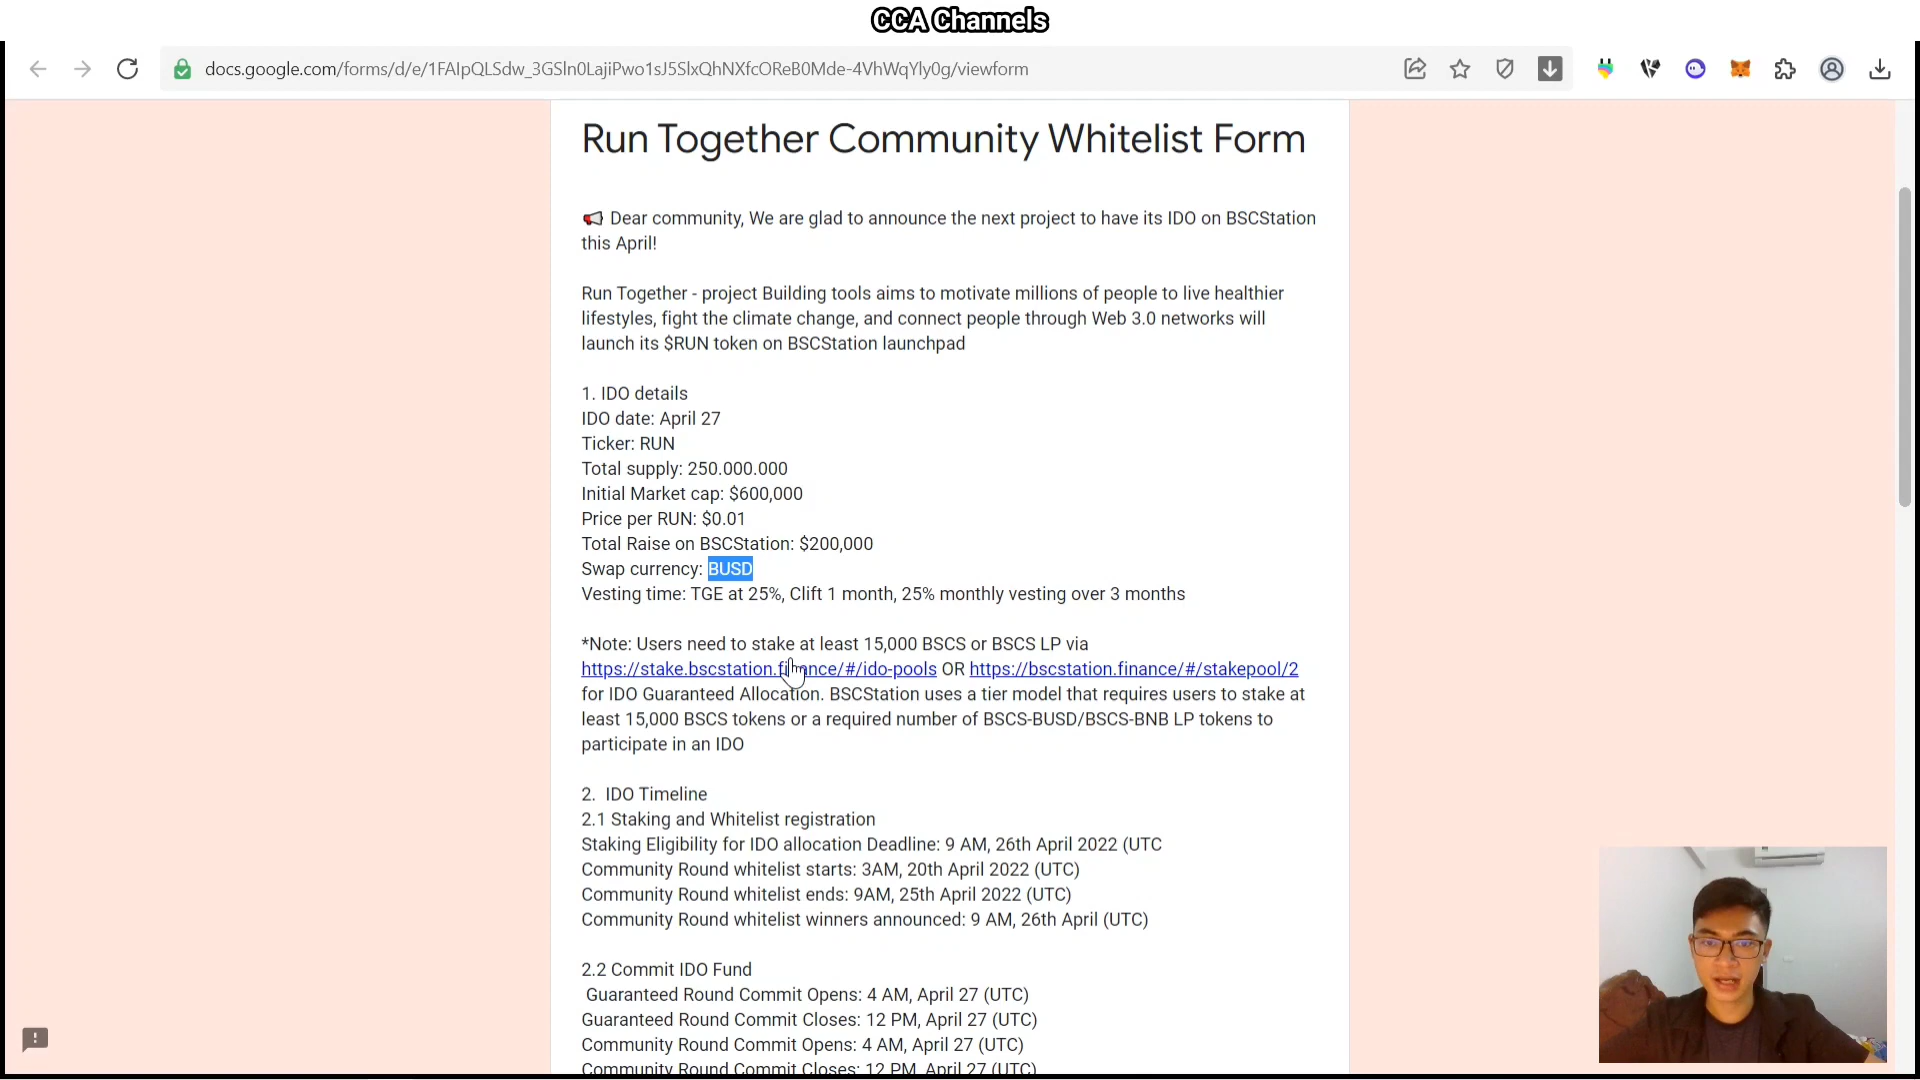 CCA Channels
docs.google.com/forms/d/e/1FAIpQLSdw_3GSln0LajiPwo1sJ5SlxQhNXfcOReB0Mde-4VhWqYly0g/viewform
Run Together Community Whitelist Form
📢 Dear community, We are glad to announce the next project to have its IDO on BSCStation
this April!
Run Together - project Building tools aims to motivate millions of people to live healthier
lifestyles, fight the climate change, and connect people through Web 3.0 networks will
launch its $RUN token on BSCStation launchpad
1. IDO details
IDO date: April 27
Ticker: RUN
Total supply: 250.000.000
Initial Market cap: $600,000
Price per RUN: $0.01
Total Raise on BSCStation: $200,000
Swap currency: BUSD
Vesting time: TGE at 25%, Clift 1 month, 25% monthly vesting over 3 months
*Note: Users need to stake at least 15,000 BSCS or BSCS LP via
https://stake.bscstation.finance/#/ido-pools OR https://bscstation.finance/#/stakepool/2
for IDO Guaranteed Allocation. BSCStation uses a tier model that requires users to stake at
least 15,000 BSCS tokens or a required number of BSCS-BUSD/BSCS-BNB LP tokens to
participate in an IDO
2. IDO Timeline
2.1 Staking and Whitelist registration
Staking Eligibility for IDO allocation Deadline: 9 AM, 26th April 2022 (UTC
Community Round whitelist starts: 3AM, 20th April 2022 (UTC)
Community Round whitelist ends: 9AM, 25th April 2022 (UTC)
Community Round whitelist winners announced: 9 AM, 26th April (UTC)
2.2 Commit IDO Fund
Guaranteed Round Commit Opens: 4 AM, April 27 (UTC)
Guaranteed Round Commit Closes: 12 PM, April 27 (UTC)
Community Round Commit Opens: 4 AM, April 27 (UTC)
Community Round Commit Closes: 12 PM, April 27 (UTC)